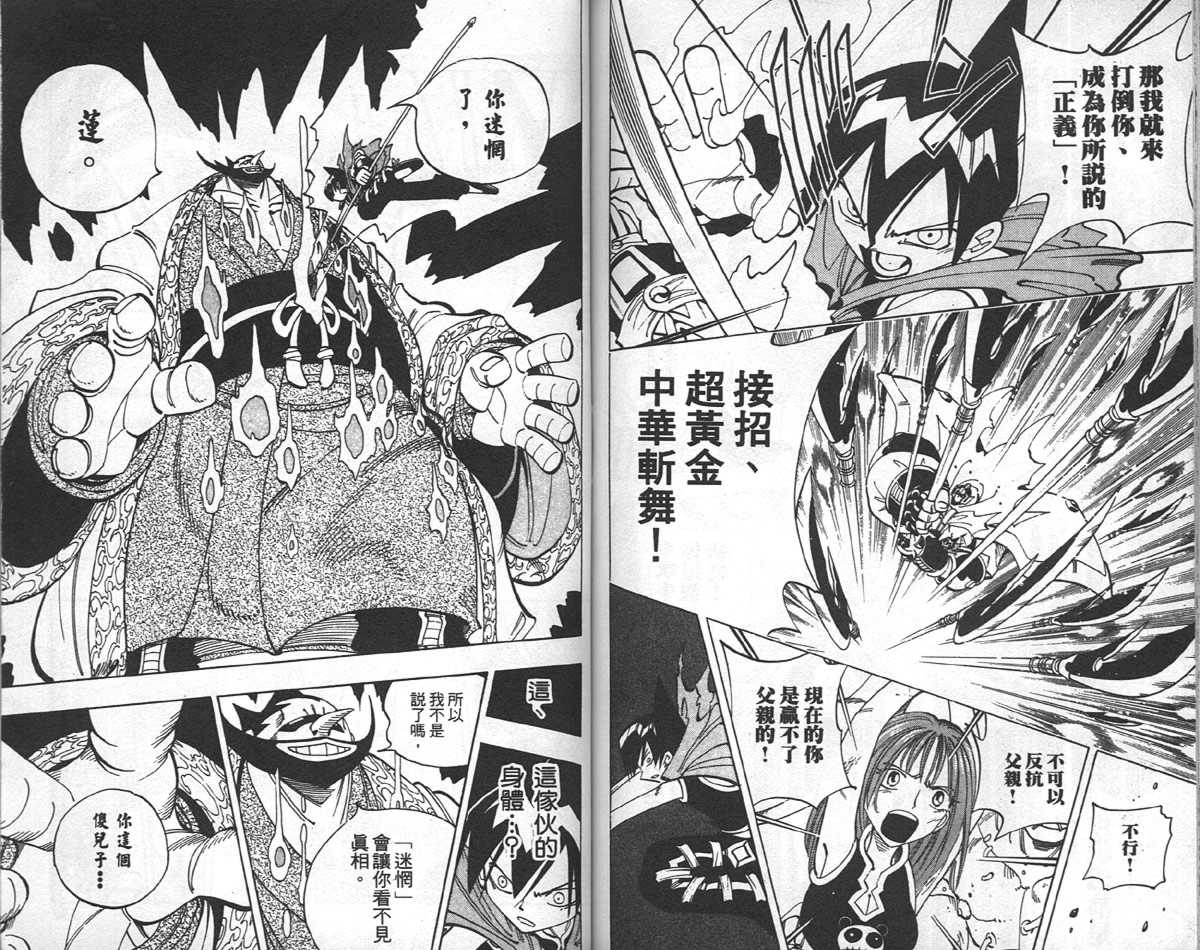 那我就來
打倒你、
成為你所說的
「正義」！
接招、
超黃金
中華斬舞！
不行！
不可以
反抗
父親！
現在的你
是贏不了
父親的！
你迷惘
了，
蓮。
這、
這傢伙的
身體…？
所以
我不是
說了嗎，
「迷惘」
會讓你看不見
真相。
你這個
傻兒子…